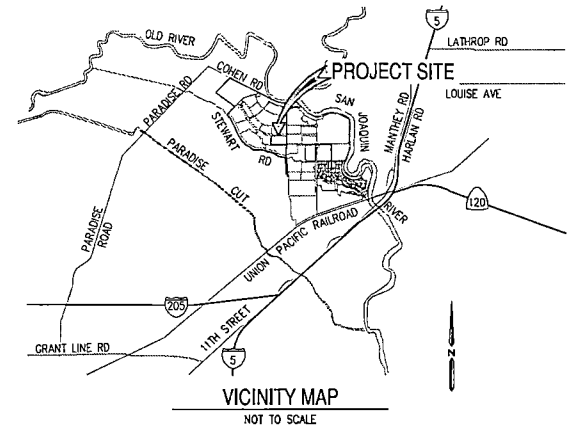 5
OLD RIVER
LATHROP RD
COHEN RD
PROJECT SITE
LOUISE AVE
PARADISE RD
SAN JOAQUIN RIVER
MANTHEY RD
HARLAN RD
STEWART RD
PARADISE CUT
120
PARADISE ROAD
UNION PACIFIC RAILROAD
205
11TH STREET
GRANT LINE RD
5
N
VICINITY MAP
NOT TO SCALE